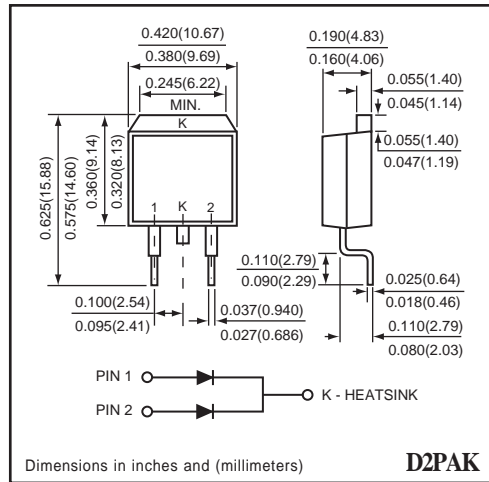 0.420(10.67)
0.380(9.69)
0.245(6.22)
MIN.
K
0.625(15.88)
0.575(14.60)
0.360(9.14)
0.320(8.13)
1 K 2
0.100(2.54)
0.095(2.41)
0.037(0.940)
0.027(0.686)
0.190(4.83)
0.160(4.06)
0.055(1.40)
0.045(1.14)
0.055(1.40)
0.047(1.19)
0.110(2.79)
0.090(2.29)
0.025(0.64)
0.018(0.46)
0.110(2.79)
0.080(2.03)
PIN 1
PIN 2
K - HEATSINK
Dimensions in inches and (millimeters)
D2PAK